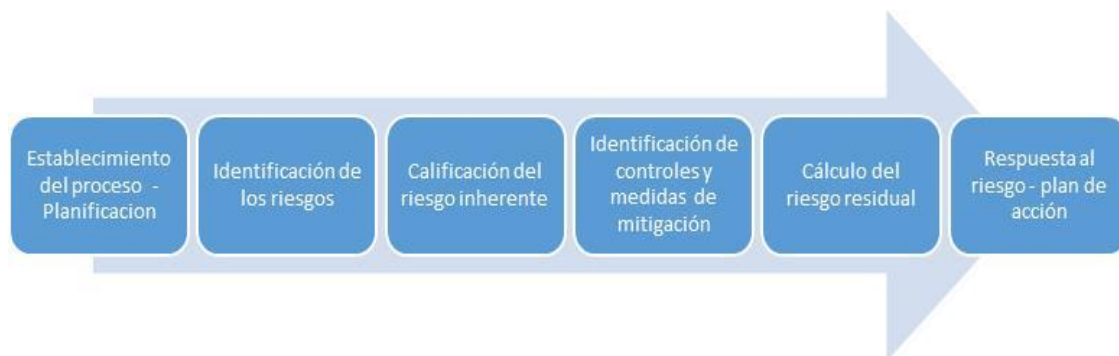 Establecimiento
del proceso -
Planificacion
Identificación de
los riesgos
Calificación del
riesgo inherente
Identificación de
controles y
medidas de
mitigación
Cálculo del
riesgo residual
Respuesta al
riesgo - plan de
acción